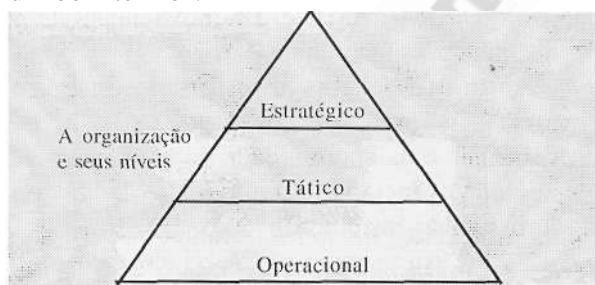 Estratégico
A organização
e seus níveis
Tático
Operacional